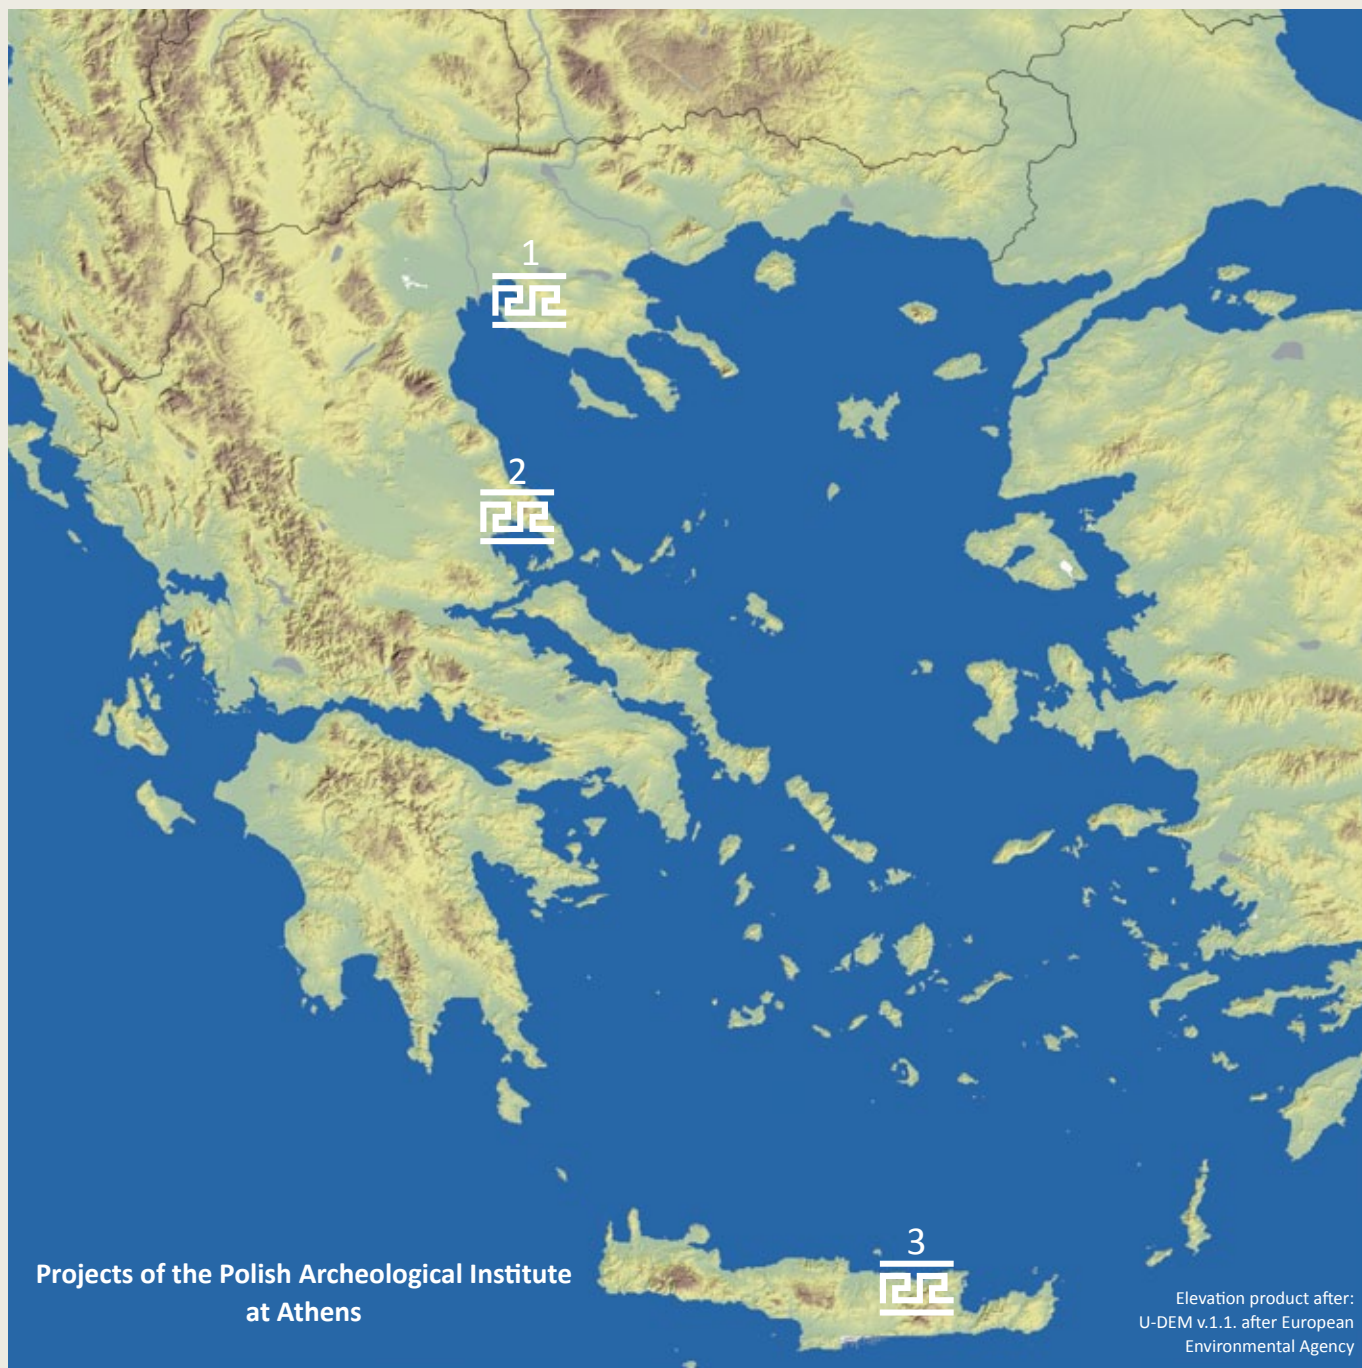 1
2
3
Projects of the Polish Archeological Institute
at Athens
Elevation product after:
U-DEM v.1.1. after European
Environmental Agency